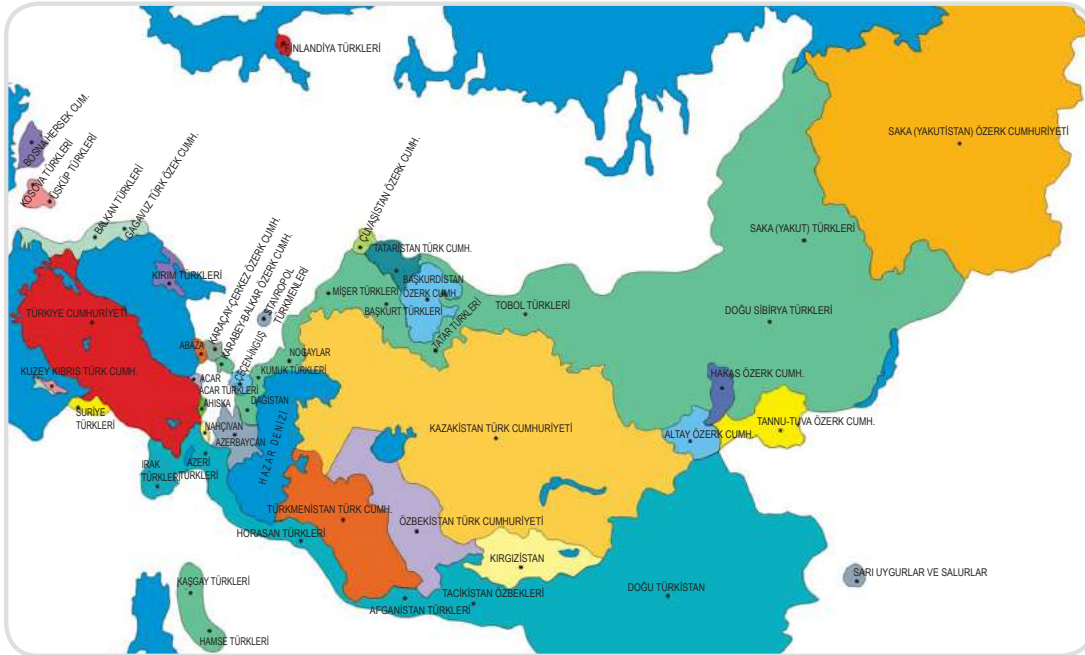 FİNLANDİYA TÜRKLERİ
SAKA (YAKUTİSTAN) ÖZERK CUMHURİYETİ
BOSNA HERSEK CUM.
KOSOVA TÜRKLERİ
ÜSKÜP TÜRKLERİ
BALKAN TÜRKLERİ
GAGAVUZ TÜRK ÖZEK CUMH.
KIRIM TÜRKLERİ
KARAÇAY-ÇERKEZ ÖZERK CUMH.
KARABEY-BALKAR ÖZERK CUMH.
STAVROPOL
TÜRKMENLERİ
ÇUVAŞİSTAN ÖZERK CUMH.
TATARİSTAN TÜRK CUMH.
BAŞKURDİSTAN
ÖZERK CUMH.
MİŞER TÜRKLERİ
BAŞKURT TÜRKLERİ
TATAR TÜRKLERİ
TOBOL TÜRKLERİ
SAKA (YAKUT) TÜRKLERİ
DOĞU SİBİRYA TÜRKLERİ
TÜRKİYE CUMHURİYETİ
ABAZA
ÇEÇEN-İNGUŞ
NOGAYLAR
KUMUK TÜRKLERİ
KUZEY KIBRIS TÜRK CUMH.
ACAR
ACAR TÜRKLERİ
AHISKA
DAĞISTAN
SURİYE
TÜRKLERİ
NAHÇIVAN
AZERBAYCAN
HAZAR DENİZİ
IRAK
TÜRKLERİ
AZERİ
TÜRKLERİ
KAZAKİSTAN TÜRK CUMHURİYETİ
HAKAS ÖZERK CUMH.
ALTAY ÖZERK CUMH.
TANNU-TUVA ÖZERK CUMH.
TÜRKMENİSTAN TÜRK CUMH.
ÖZBEKİSTAN TÜRK CUMHURİYETİ
HORASAN TÜRKLERİ
KIRGIZİSTAN
KAŞGAY TÜRKLERİ
HAMSE TÜRKLERİ
AFGANİSTAN TÜRKLERİ
TACİKİSTAN ÖZBEKLERİ
DOĞU TÜRKİSTAN
SARI UYGURLAR VE SALURLAR